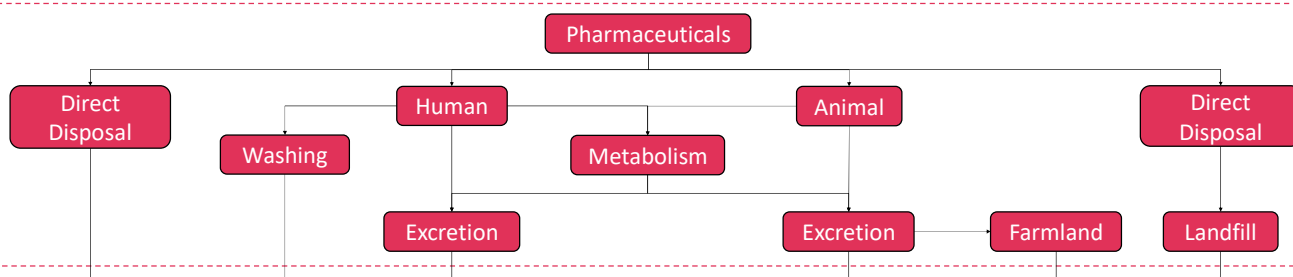 Pharmaceuticals
Direct
Disposal
Human
Animal
Direct
Disposal
Washing
Metabolism
Excretion
Excretion
Farmland
Landfill